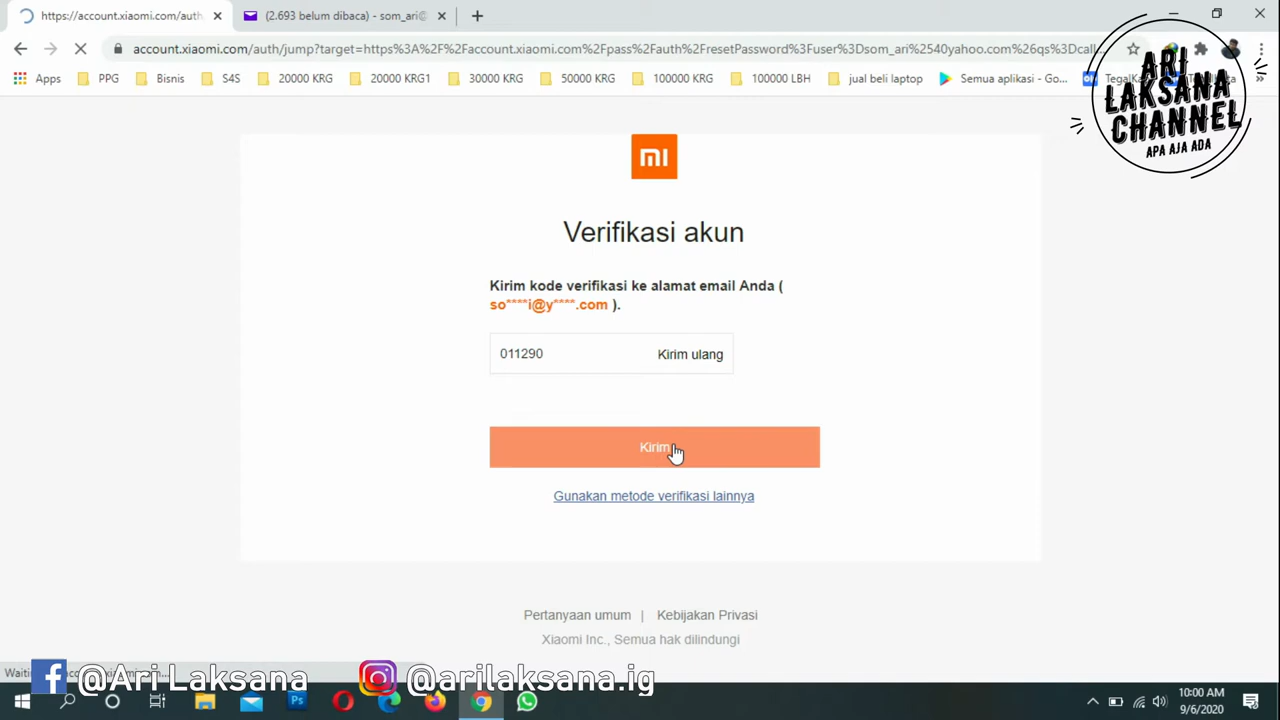 https://account.xiaomi.com/auth
(2.693 belum dibaca) - som_ari@
account.xiaomi.com/auth/jump?target=https%3A%2F%2Faccount.xiaomi.com%2Fpass%2Fauth%2FresetPassword%3Fuser%3Dsom_ari%2540yahoo.com%26qs%3Dcall...
Apps PPG Bisnis S4S 20000 KRG 20000 KRG1 30000 KRG 50000 KRG 100000 KRG 100000 LBH jual beli laptop Semua aplikasi - Go...
ARI
LAKSANA
CHANNEL
APA AJA ADA
mi
Verifikasi akun
Kirim kode verifikasi ke alamat email Anda (
so****i@y****.com ).
011290 Kirim ulang
Kirim
Gunakan metode verifikasi lainnya
Pertanyaan umum | Kebijakan Privasi
Xiaomi Inc., Semua hak dilindungi
@Ari Laksana @arilaksana.ig
10:00 AM
9/6/2020